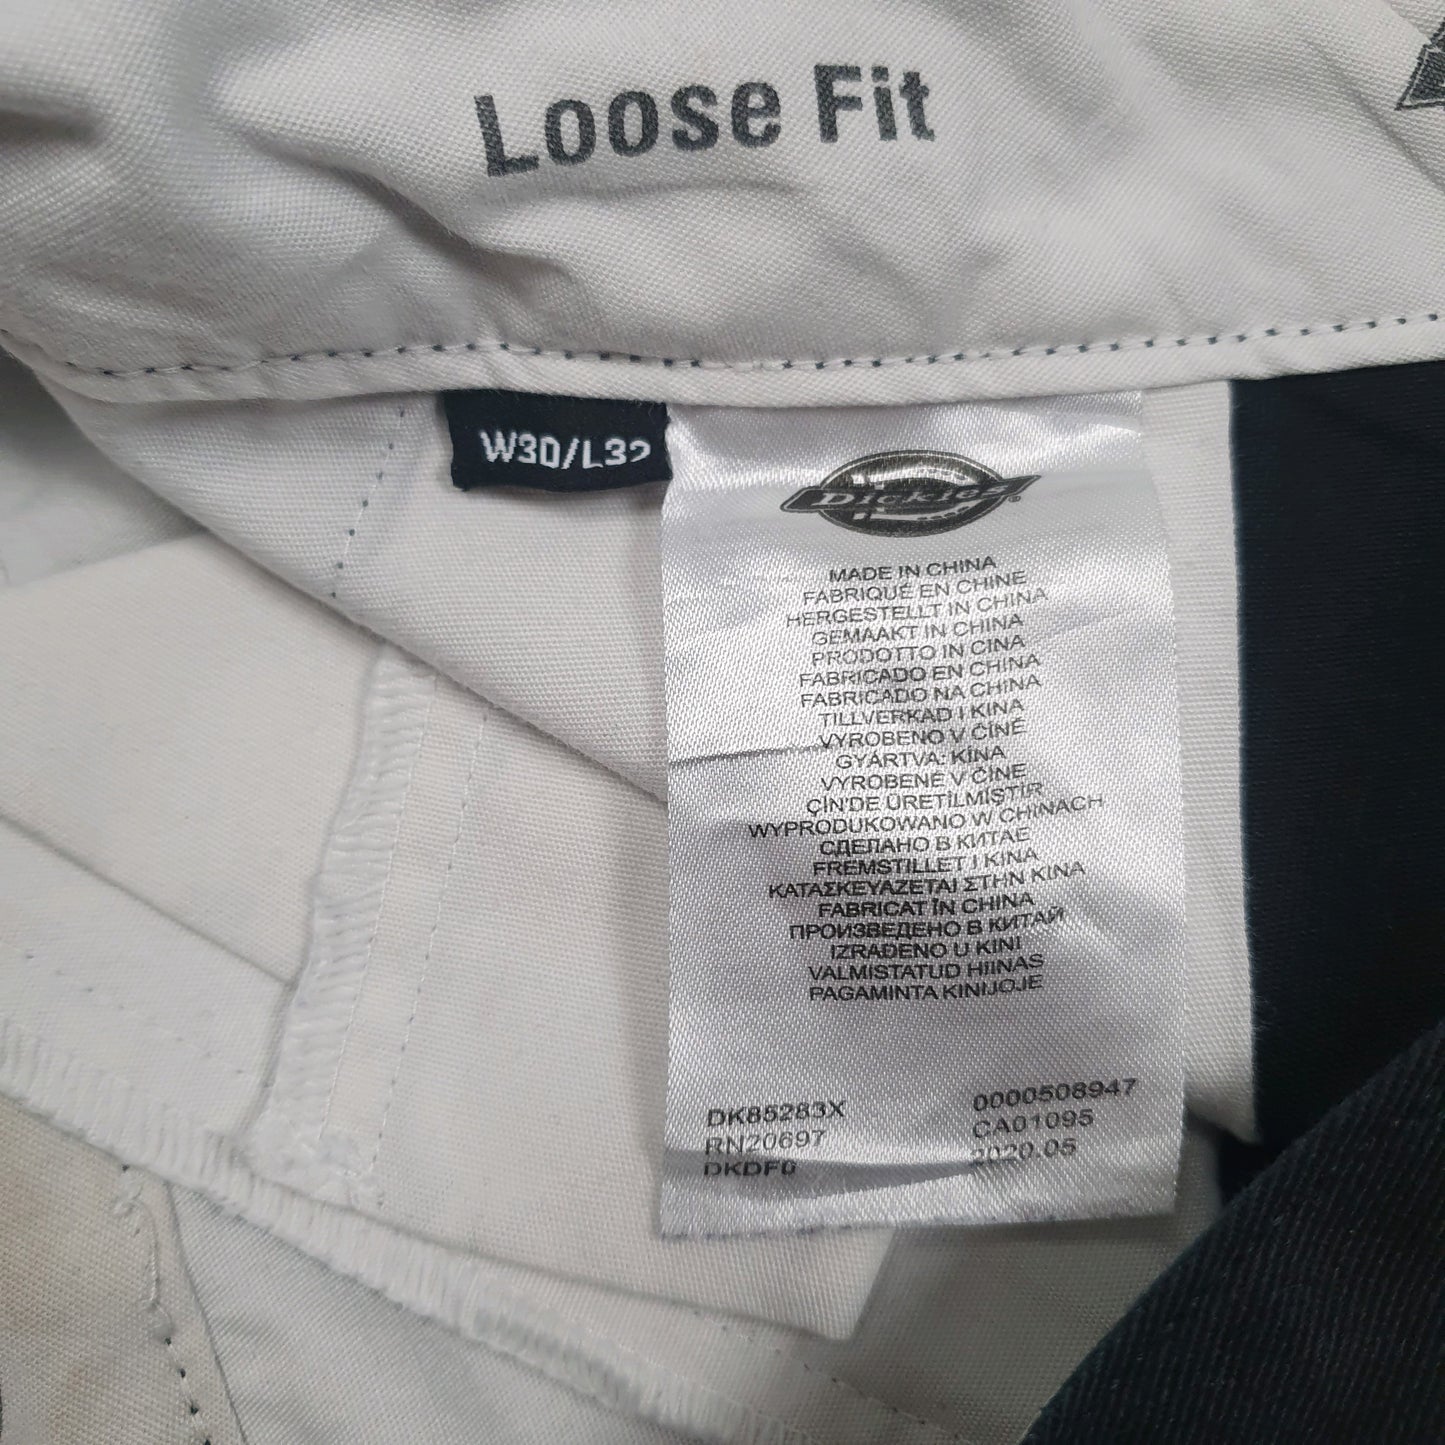 Loose Fit
W30/L32
Dickies
MADE IN CHINA
FABRIQUÉ EN CHINE
HERGESTELLT IN CHINA
GEMAAKT IN CHINA
PRODOTTO IN CINA
FABRICADO EN CHINA
FABRICADO NA CHINA
TILLVERKAD I KINA
VYROBENO V ČÍNĚ
GYÁRTVA: KÍNA
VYROBENÉ V ČÍNE
ÇİN'DE ÜRETİLMİŞTİR
WYPRODUKOWANO W CHINACH
СДЕЛАНО В КИТАЕ
FREMSTILLET I KINA
ΚΑΤΑΣΚΕΥΑΖΕΤΑΙ ΣΤΗΝ ΚΙΝΑ
FABRICAT ÎN CHINA
ПРОИЗВЕДЕНО В КИТАЙ
IZRAĐENO U KINI
VALMISTATUD HIINAS
PAGAMINTA KINIJOJE
DK85283X 0000508947
RN20697 CA01095
DKDF0 2020.05